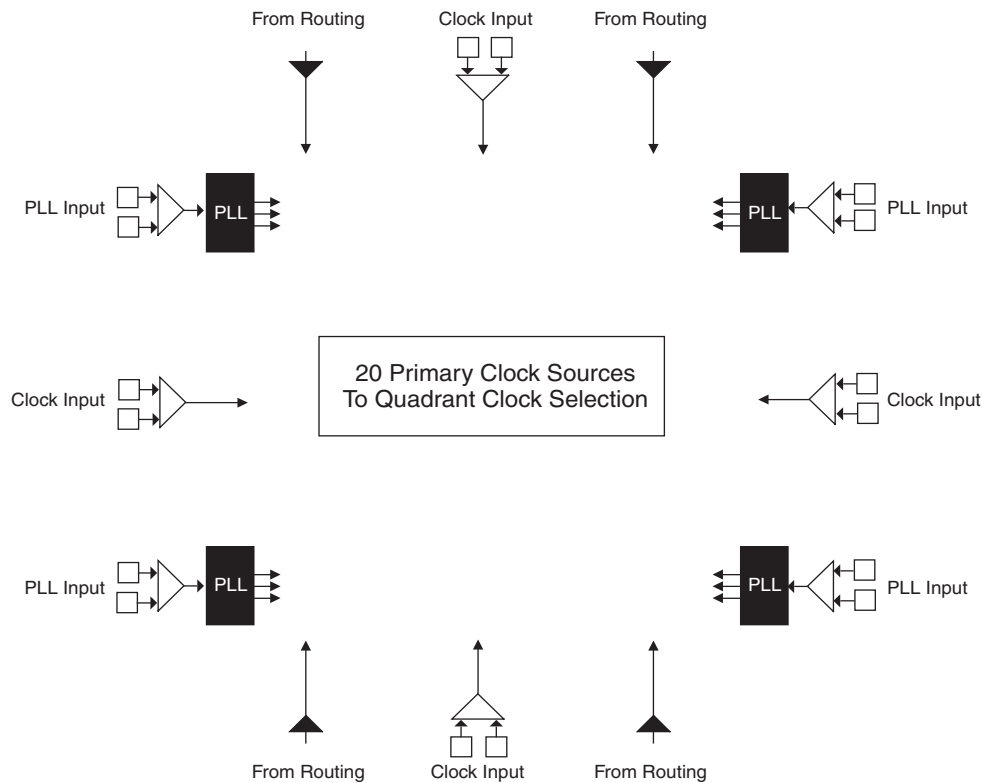 From Routing
Clock Input
From Routing
PLL Input
PLL
PLL
PLL Input
Clock Input
20 Primary Clock Sources
To Quadrant Clock Selection
Clock Input
PLL Input
PLL
PLL
PLL Input
From Routing
Clock Input
From Routing